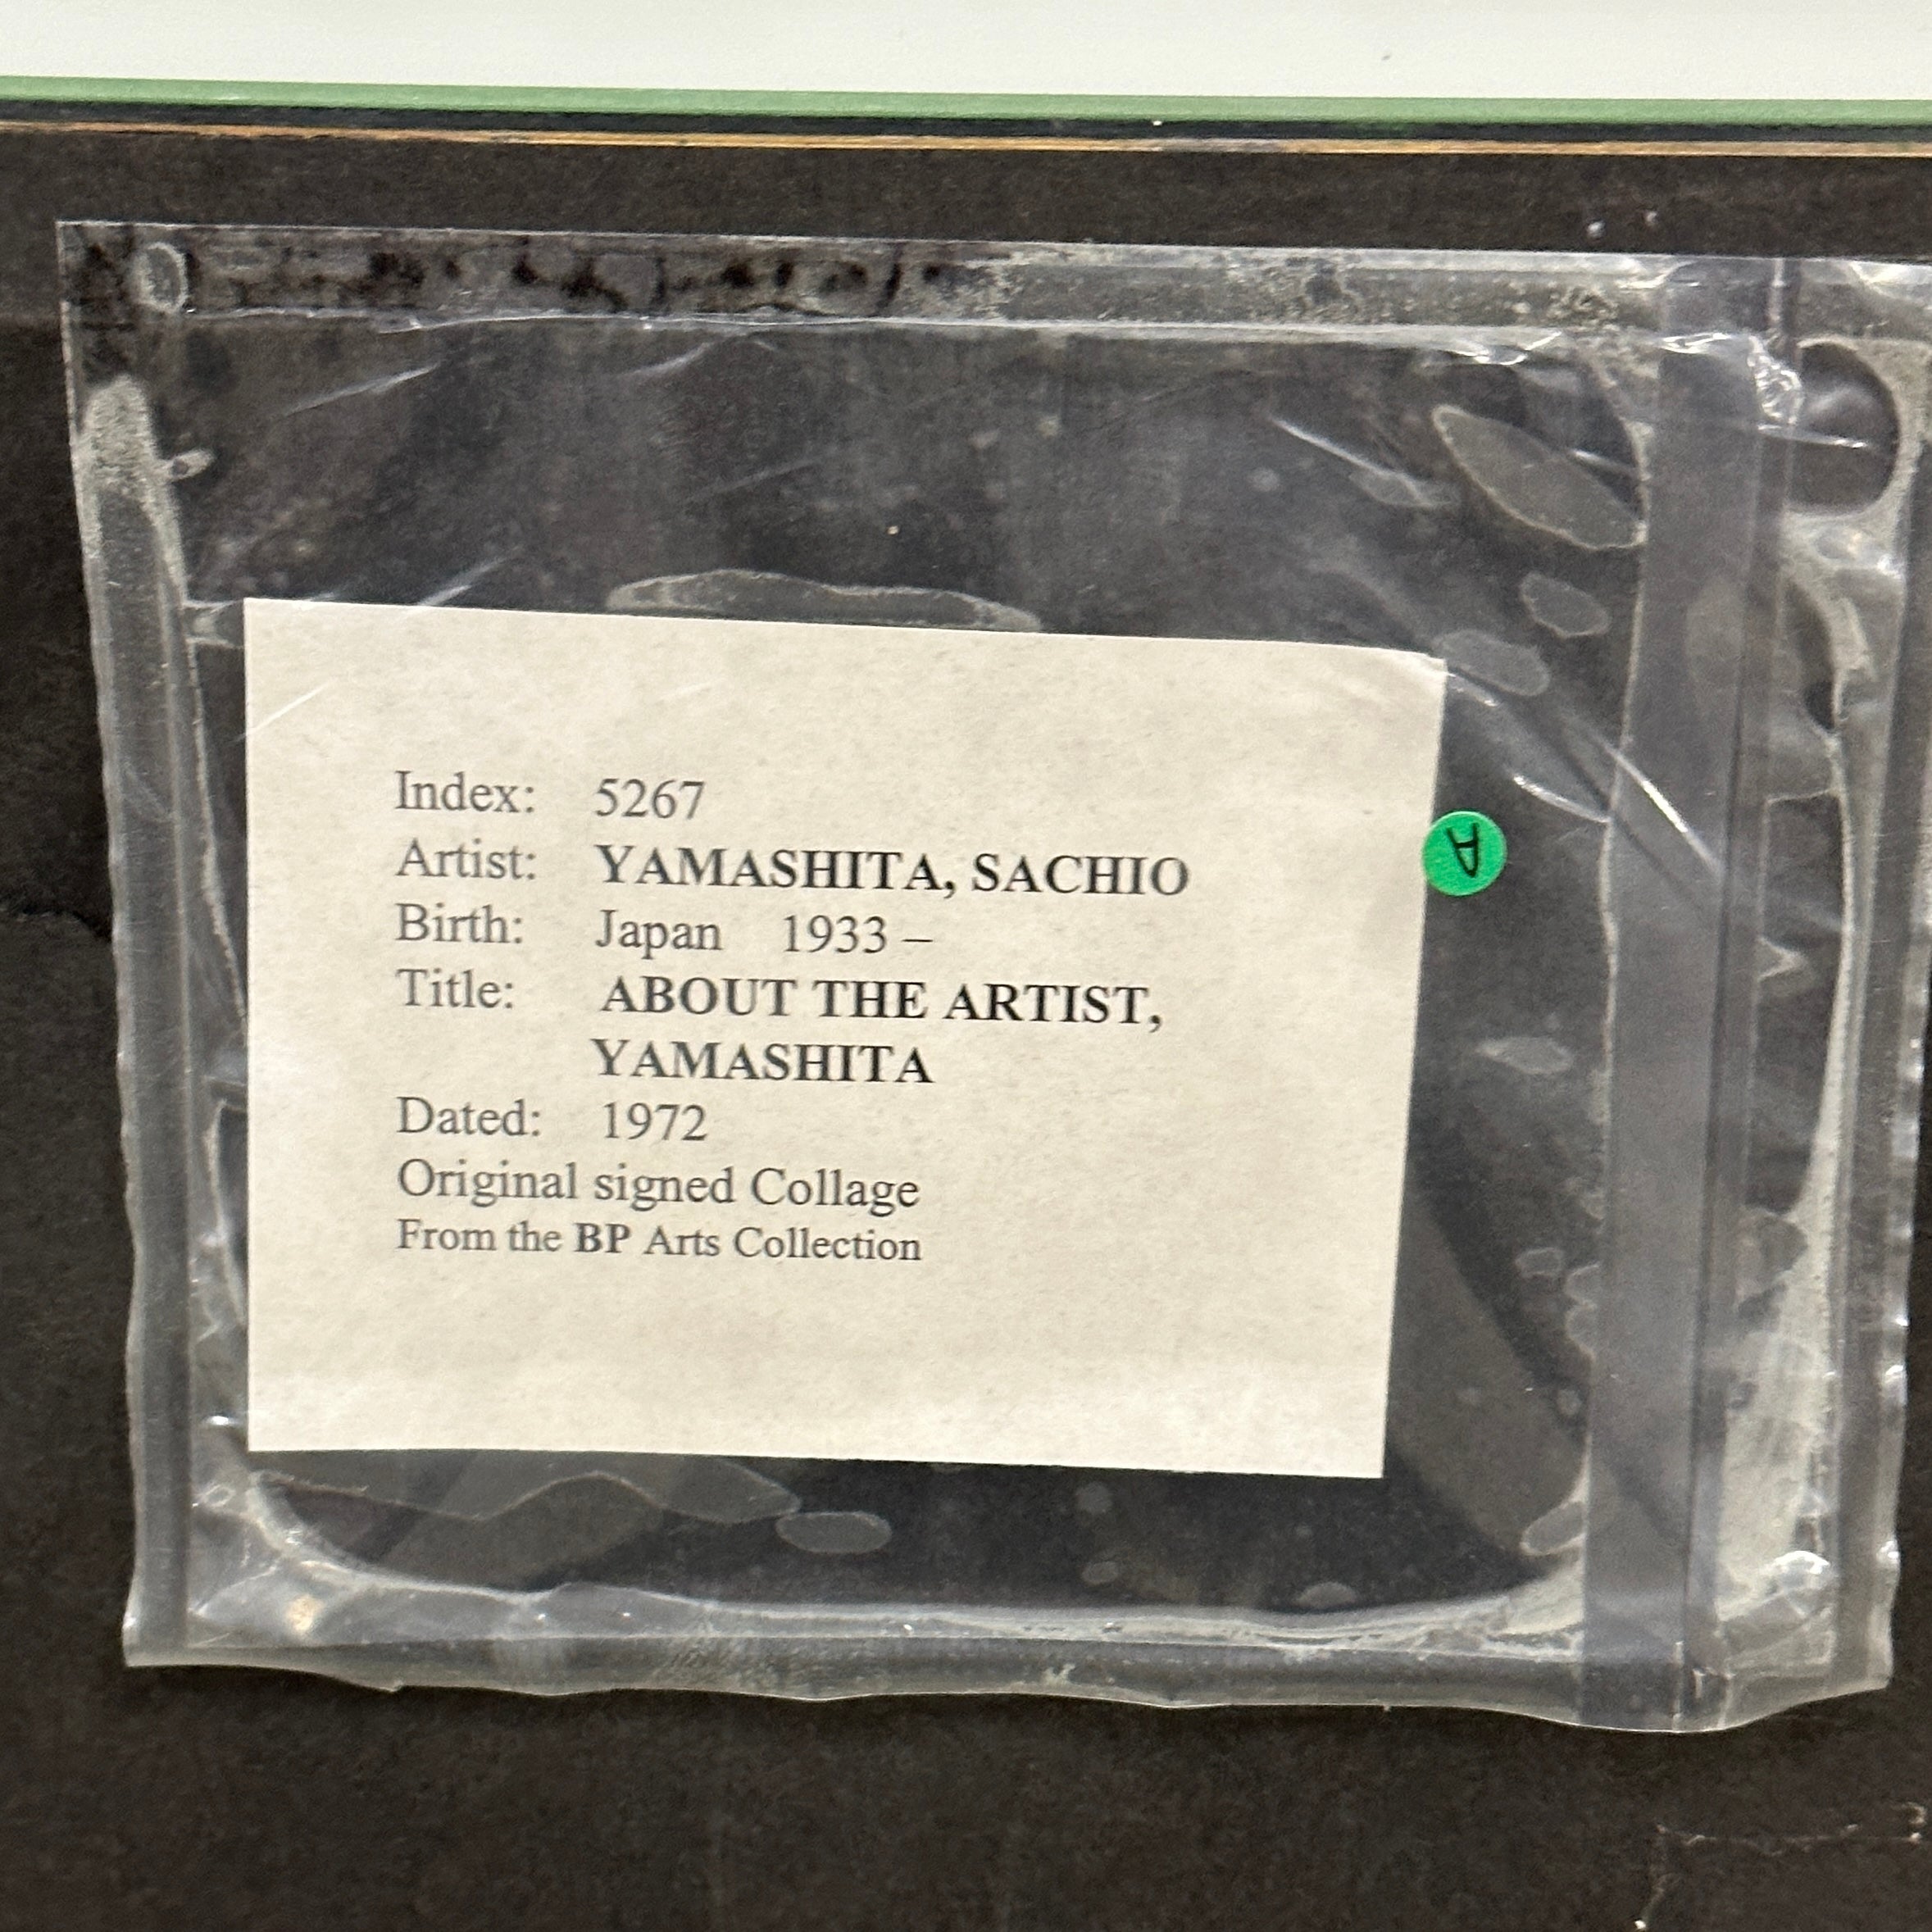 Index: 5267
Artist: YAMASHITA, SACHIO
Birth: Japan 1933 –
Title: ABOUT THE ARTIST,
YAMASHITA
Dated: 1972
Original signed Collage
From the BP Arts Collection
A